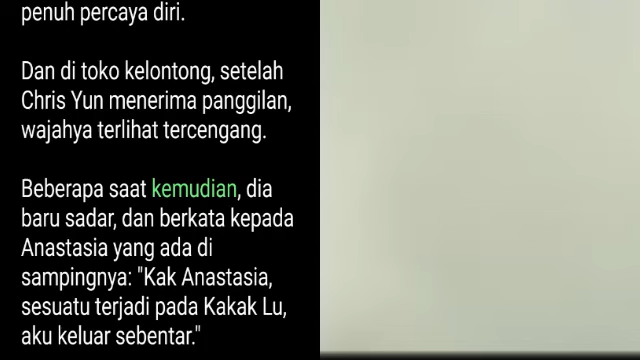 penuh percaya diri.
Dan di toko kelontong, setelah
Chris Yun menerima panggilan,
wajahya terlihat tercengang.
Beberapa saat kemudian, dia
baru sadar, dan berkata kepada
Anastasia yang ada di
sampingnya: "Kak Anastasia,
sesuatu terjadi pada Kakak Lu,
aku keluar sebentar."